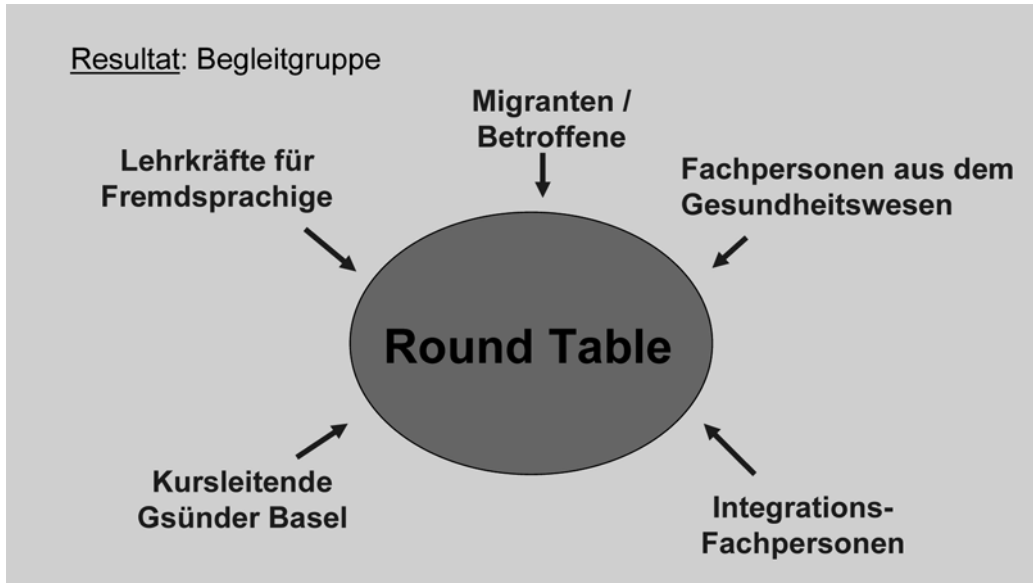 Resultat: Begleitgruppe
Migranten /
Betroffene
Lehrkräfte für
Fremdsprachige
Fachpersonen aus dem
Gesundheitswesen
Round Table
Kursleitende
Gsünder Basel
Integrations-
Fachpersonen